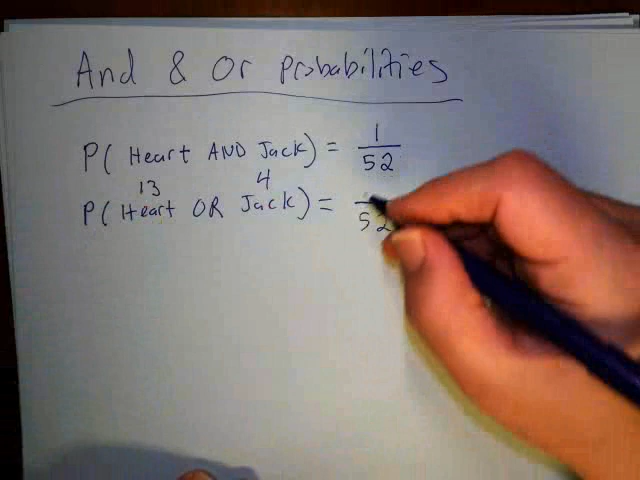 And & Or Probabilities
P( Heart AND Jack) = 1/52
13 4
P( Heart OR Jack) = /52